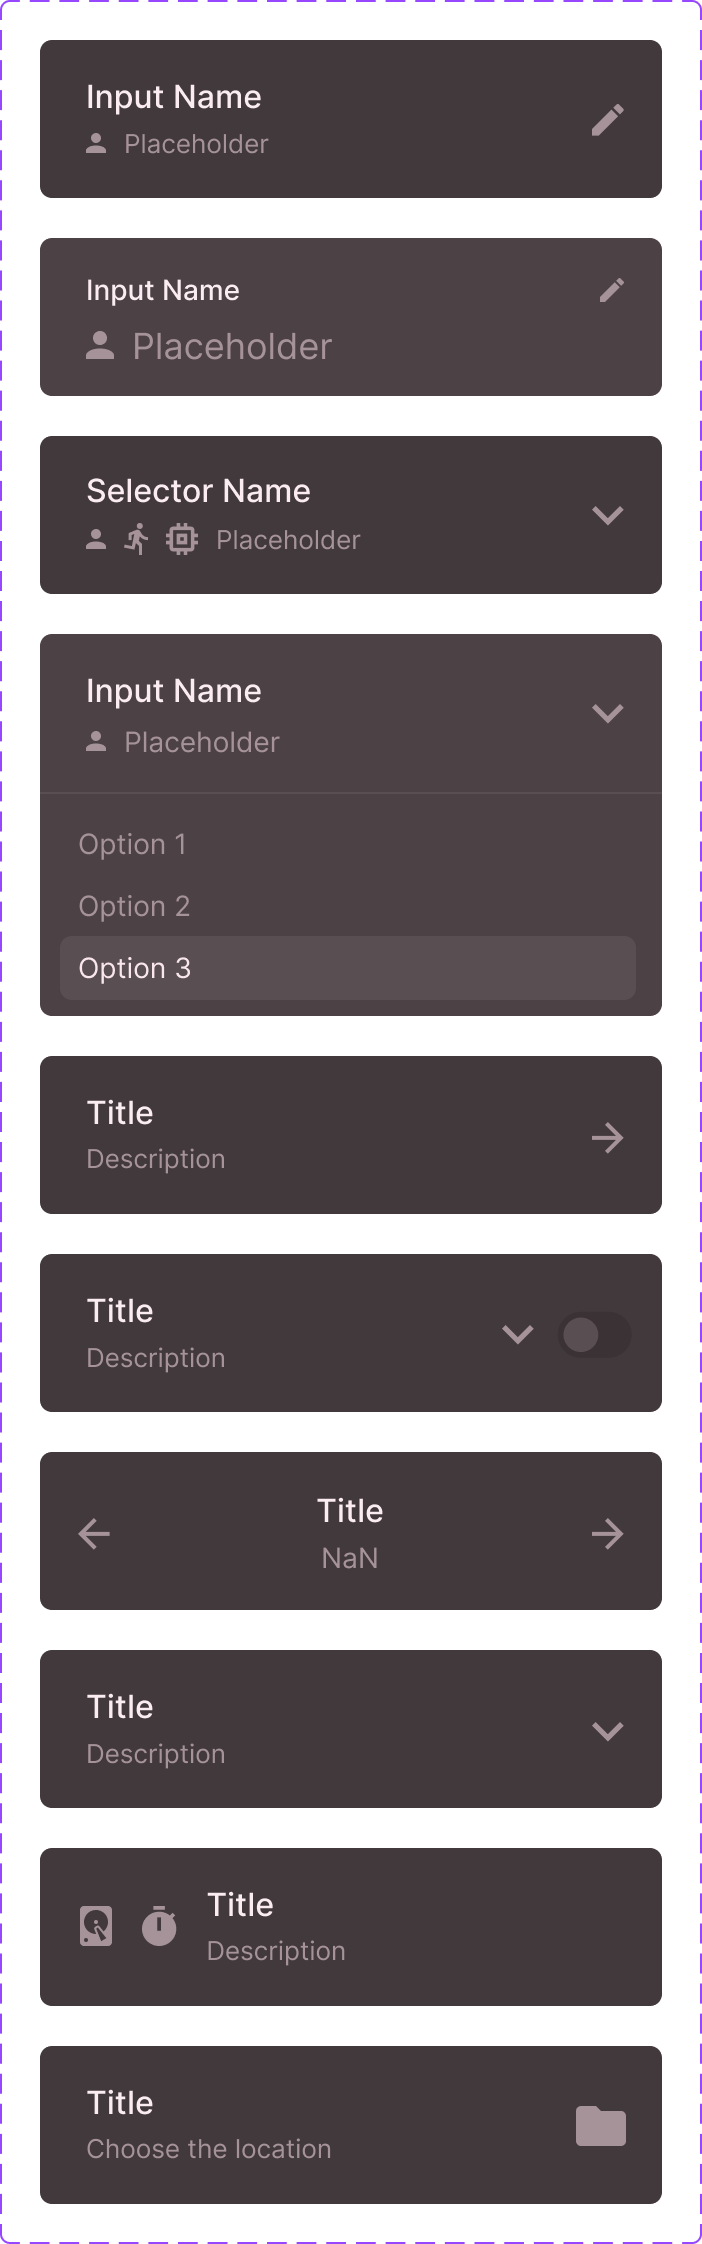 Input Name
Placeholder
Input Name
Placeholder
Selector Name
Placeholder
Input Name
Placeholder
Option 1
Option 2
Option 3
Title
Description
Title
Description
Title
NaN
Title
Description
Title
Description
Title
Choose the location